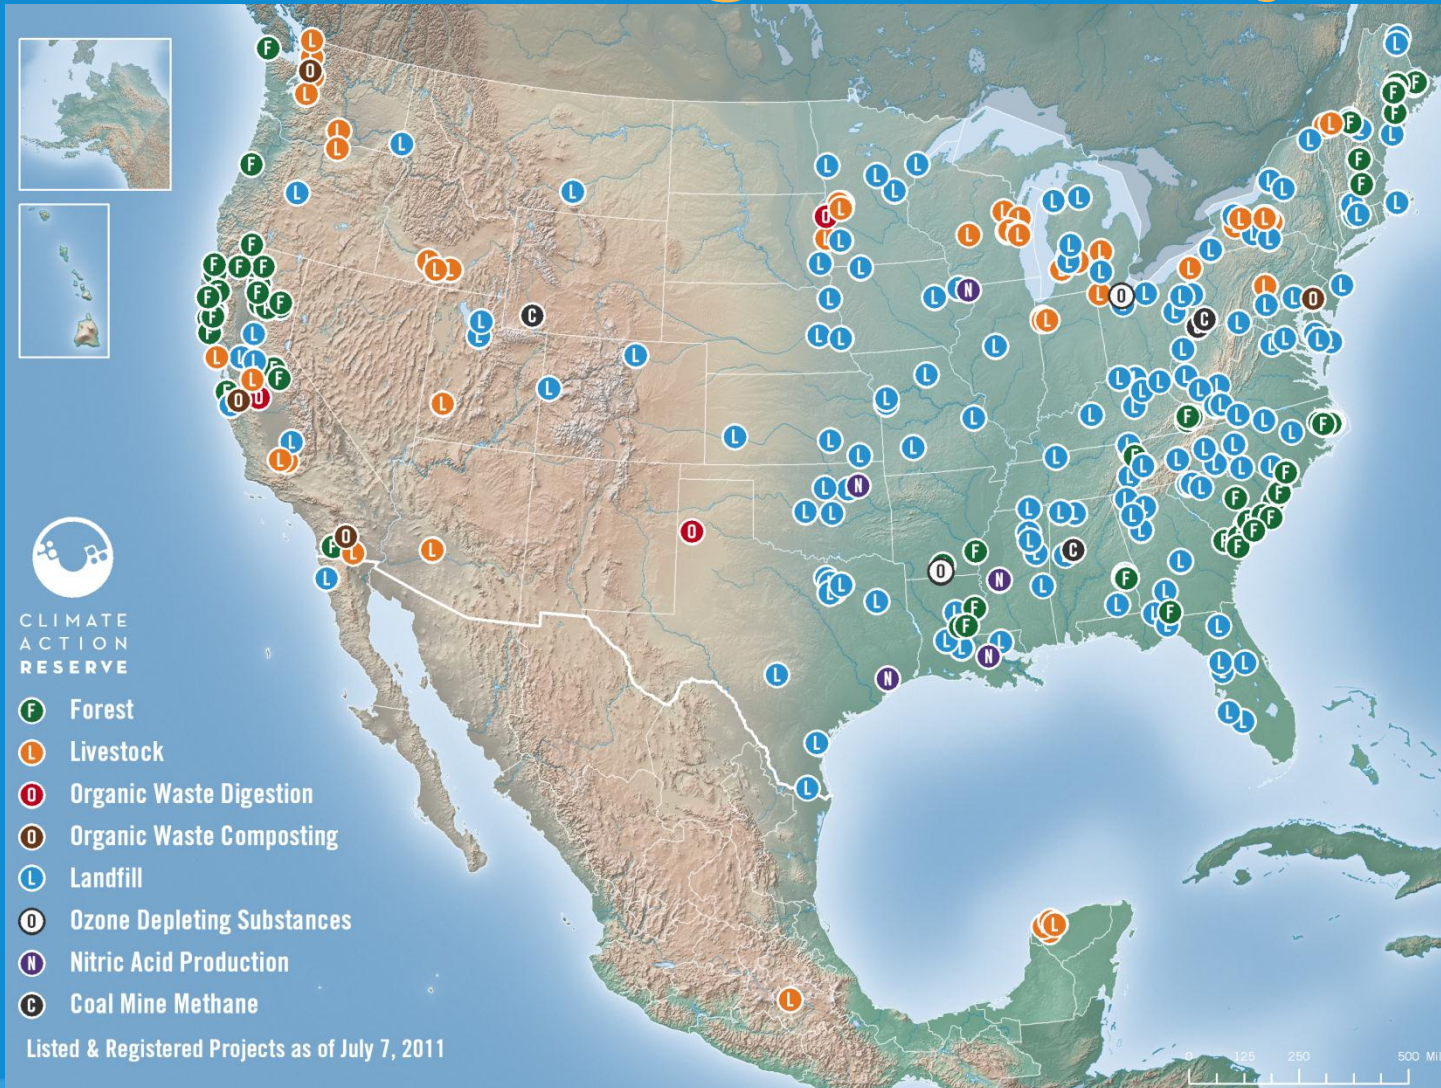 CLIMATE
ACTION
RESERVE
F Forest
L Livestock
O Organic Waste Digestion
O Organic Waste Composting
L Landfill
O Ozone Depleting Substances
N Nitric Acid Production
C Coal Mine Methane
Listed & Registered Projects as of July 7, 2011
0 125 250 500 Mil